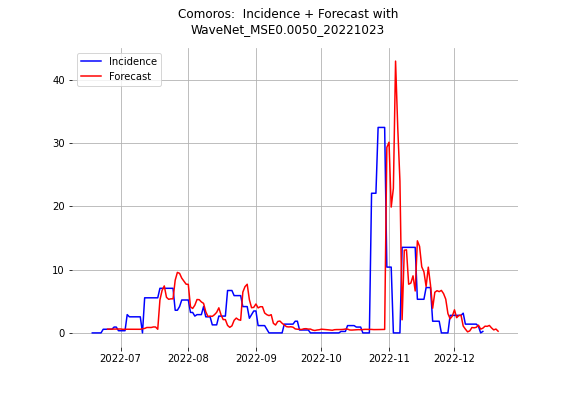 Comoros:  Incidence + Forecast with
WaveNet_MSE0.0050_20221023
Incidence
Forecast
40
30
20
10
0
2022-07
2022-08
2022-09
2022-10
2022-11
2022-12